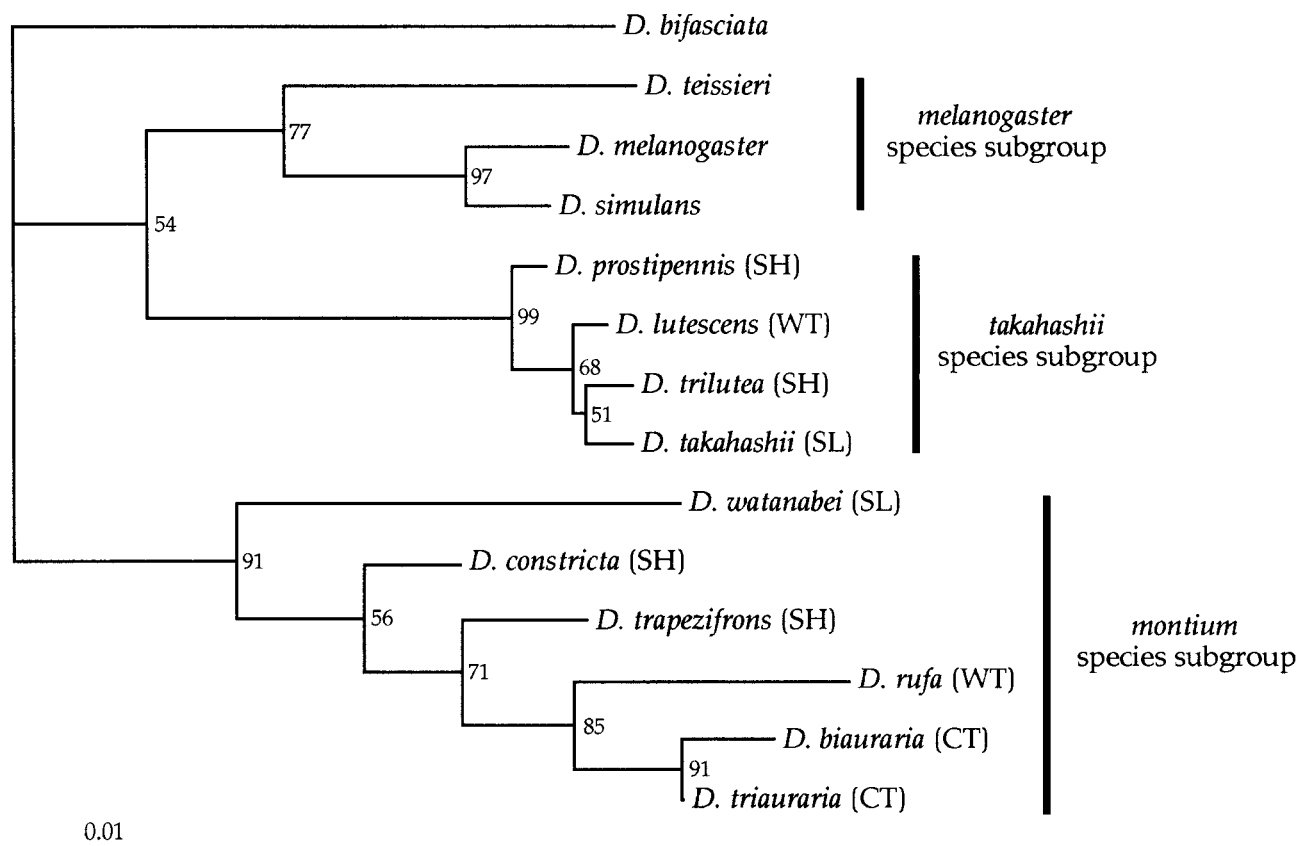 D. bifasciata
D. teissieri
77
D. melanogaster
97
D. simulans
melanogaster
species subgroup
54
D. prostipennis (SH)
99
D. lutescens (WT)
68
D. trilutea (SH)
51
D. takahashii (SL)
takahashii
species subgroup
D. watanabei (SL)
91
D. constricta (SH)
56
D. trapezifrons (SH)
71
D. rufa (WT)
85
D. biauraria (CT)
91
D. triauraria (CT)
montium
species subgroup
0.01